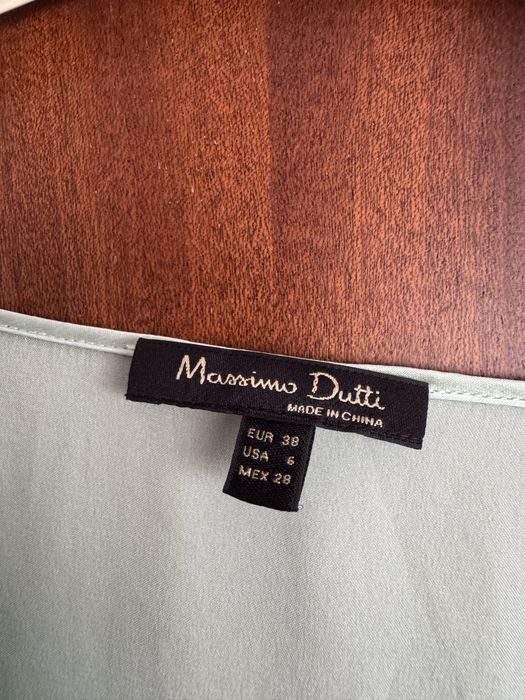 Massimo Dutti
MADE IN CHINA
EUR 38
USA 6
MEX 28